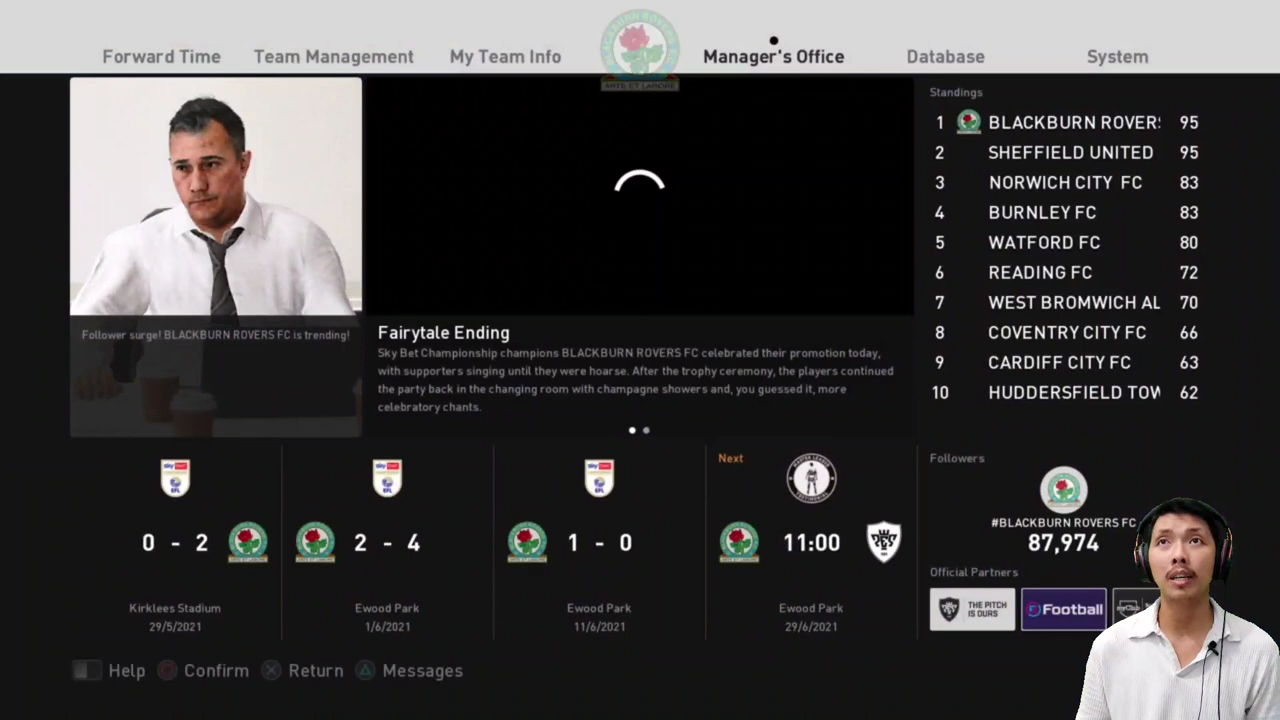 Forward Time
Team Management
My Team Info
Manager's Office
Database
System
ARTE ET LABORE
Follower surge! BLACKBURN ROVERS FC is trending!
Fairytale Ending
Sky Bet Championship champions BLACKBURN ROVERS FC celebrated their promotion today,
with supporters singing until they were hoarse. After the trophy ceremony, the players continued
the party back in the changing room with champagne showers and, you guessed it, more
celebratory chants.
Standings
1 BLACKBURN ROVERS 95
2 SHEFFIELD UNITED 95
3 NORWICH CITY FC 83
4 BURNLEY FC 83
5 WATFORD FC 80
6 READING FC 72
7 WEST BROMWICH AL 70
8 COVENTRY CITY FC 66
9 CARDIFF CITY FC 63
10 HUDDERSFIELD TOW 62
0 - 2
Kirklees Stadium
29/5/2021
2 - 4
Ewood Park
1/6/2021
1 - 0
Ewood Park
11/6/2021
Next
11:00
Ewood Park
29/6/2021
Followers
#BLACKBURN ROVERS FC
87,974
Official Partners
THE PITCH
IS OURS
eFootball
Help
Confirm
Return
Messages